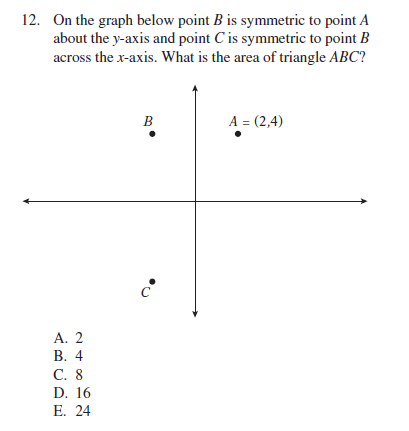 12. On the graph below point B is symmetric to point A
about the y-axis and point C is symmetric to point B
across the x-axis. What is the area of triangle ABC?
B
A = (2,4)
C
A. 2
B. 4
C. 8
D. 16
E. 24